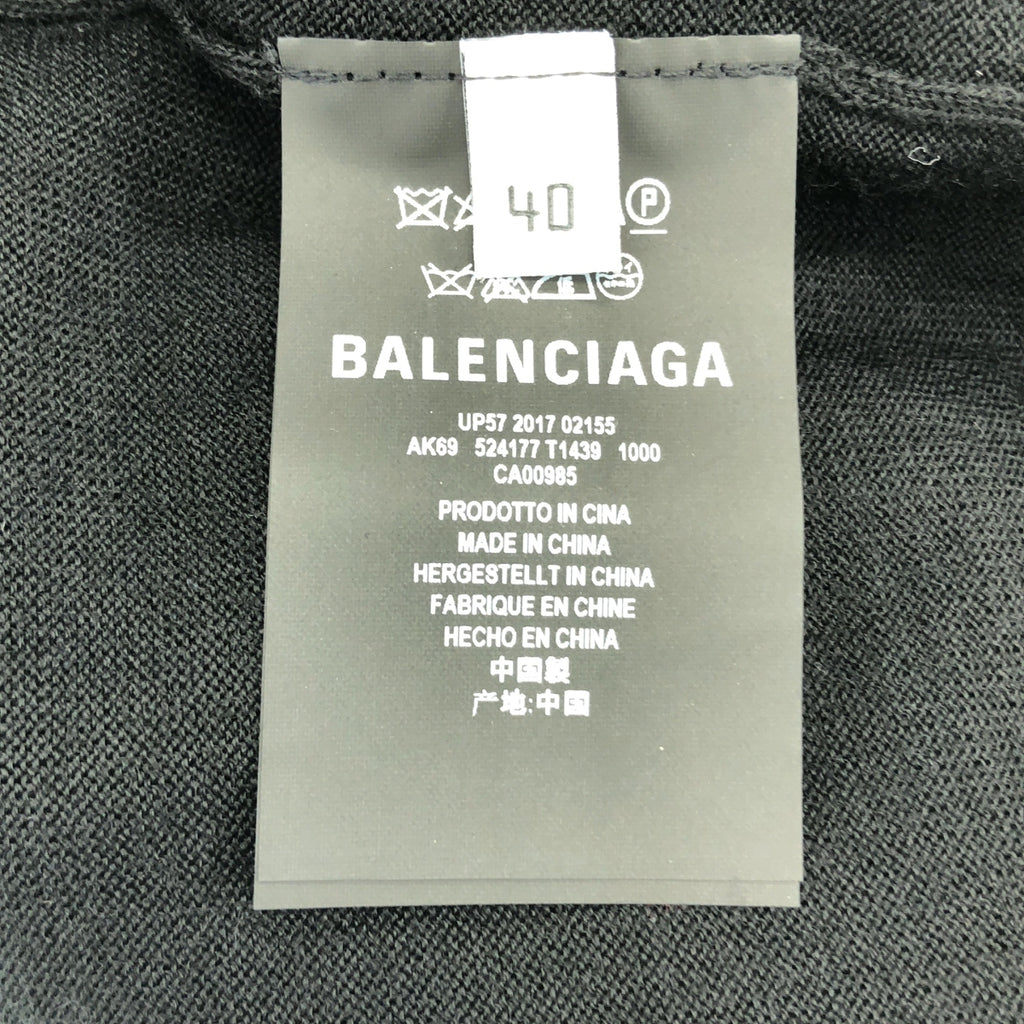 40
P
BALENCIAGA
UP57 2017 02155
AK69 524177 T1439 1000
CA00985
PRODOTTO IN CINA
MADE IN CHINA
HERGESTELLT IN CHINA
FABRIQUE EN CHINE
HECHO EN CHINA
中国製
产地:中国